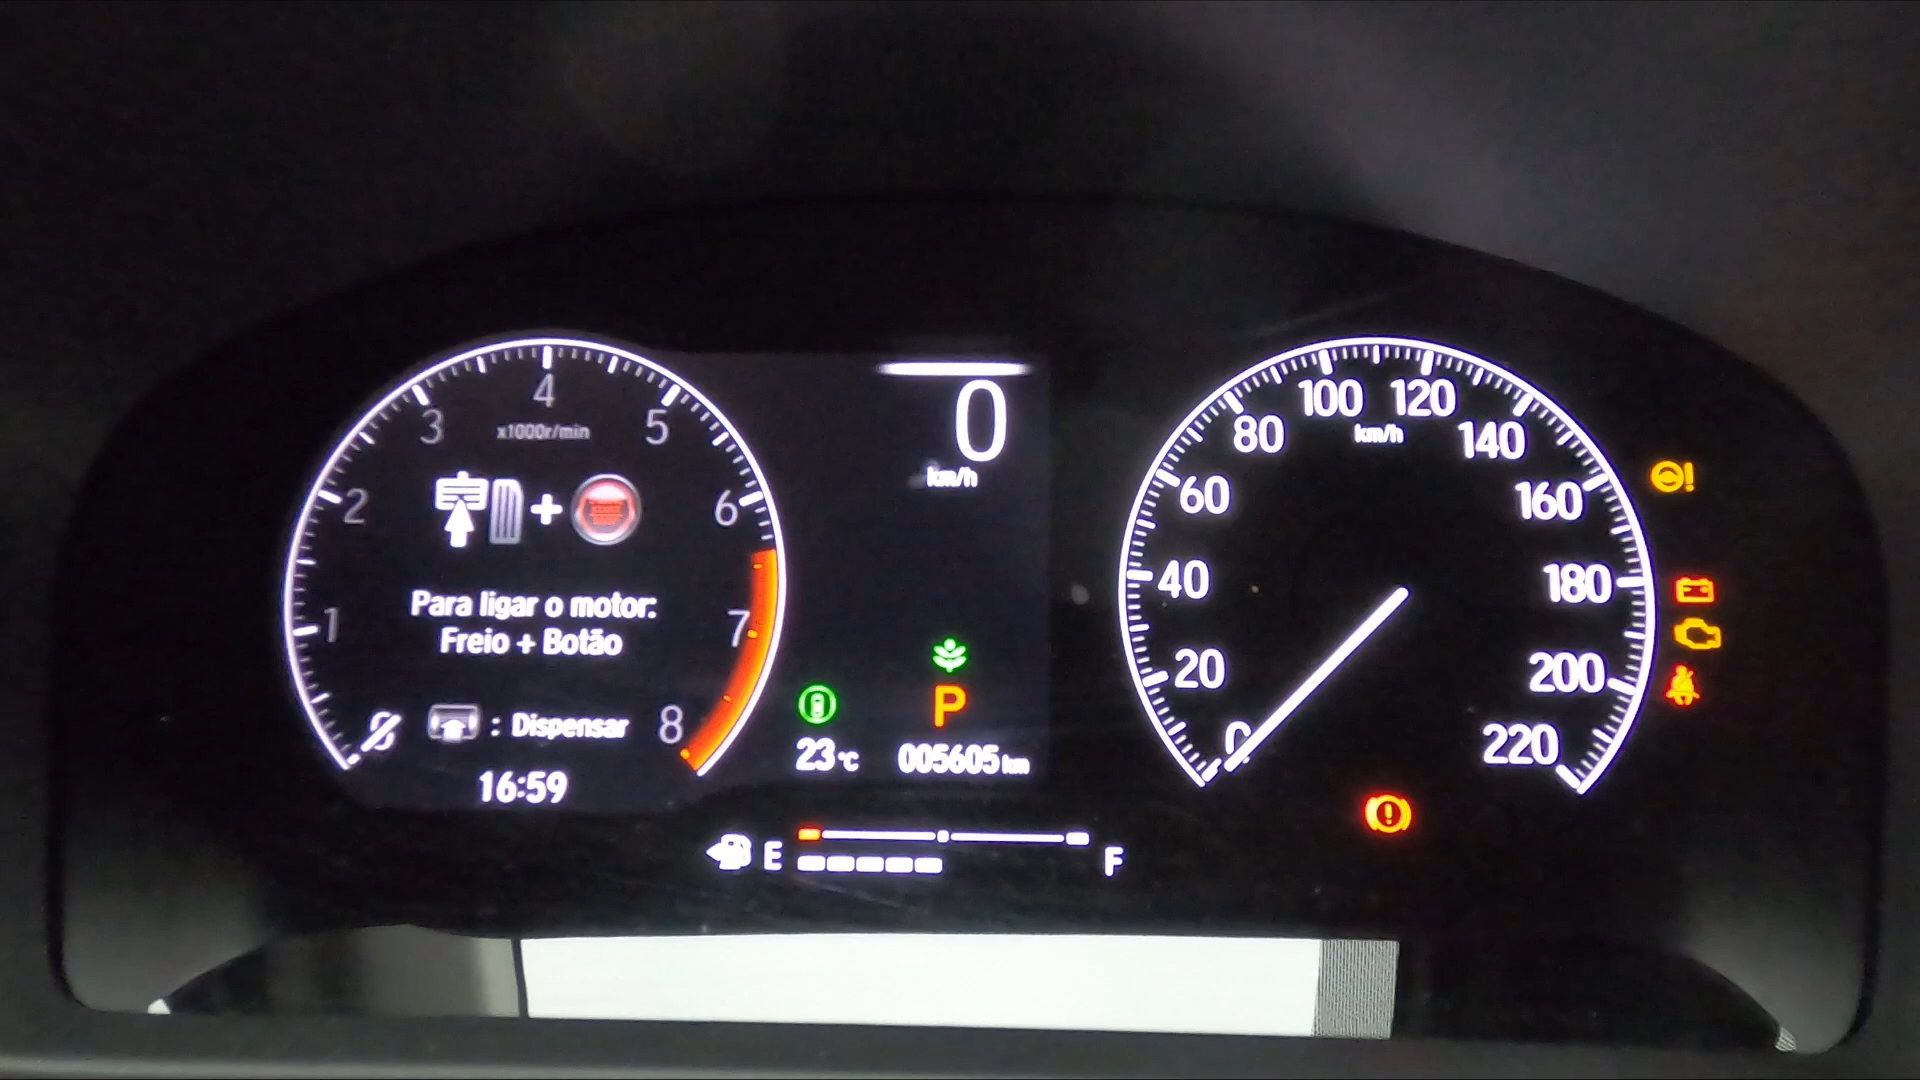 4
3
5
x1000r/min
2
6
+
1
7
Para ligar o motor:
Freio + Botão
8
: Dispensar
16:59
0
km/h
P
23°C
005605 km
E
F
100
120
80
km/h
140
60
160
40
180
20
200
0
220